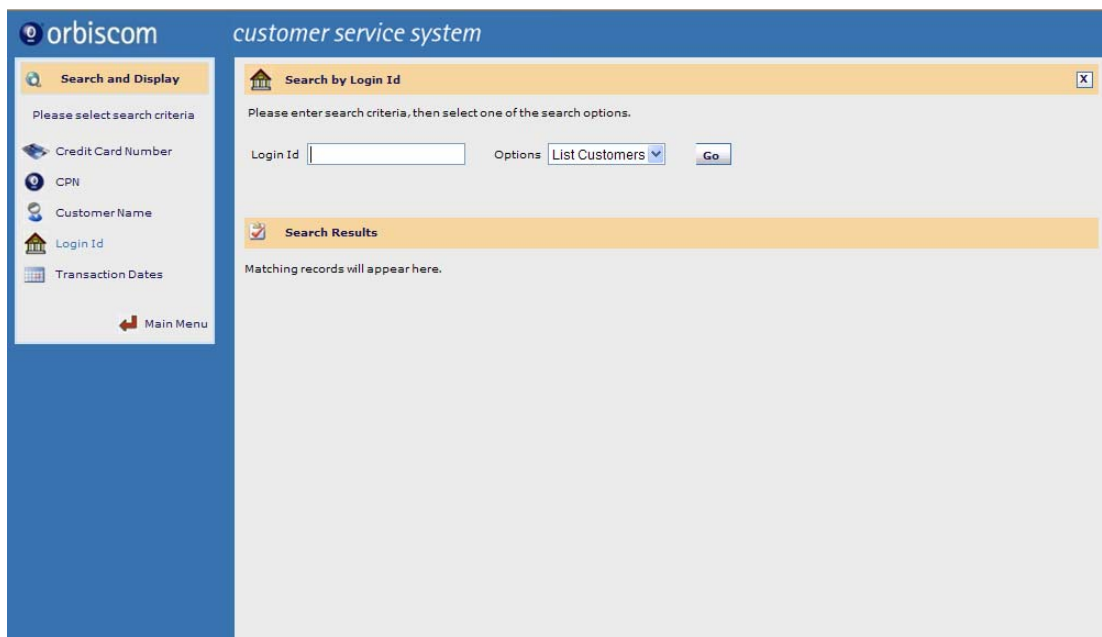 orbiscom
customer service system
Search and Display
Please select search criteria
Credit Card Number
CPN
Customer Name
Login Id
Transaction Dates
Main Menu
Search by Login Id X
Please enter search criteria, then select one of the search options.
Login Id Options List Customers Go
Search Results
Matching records will appear here.